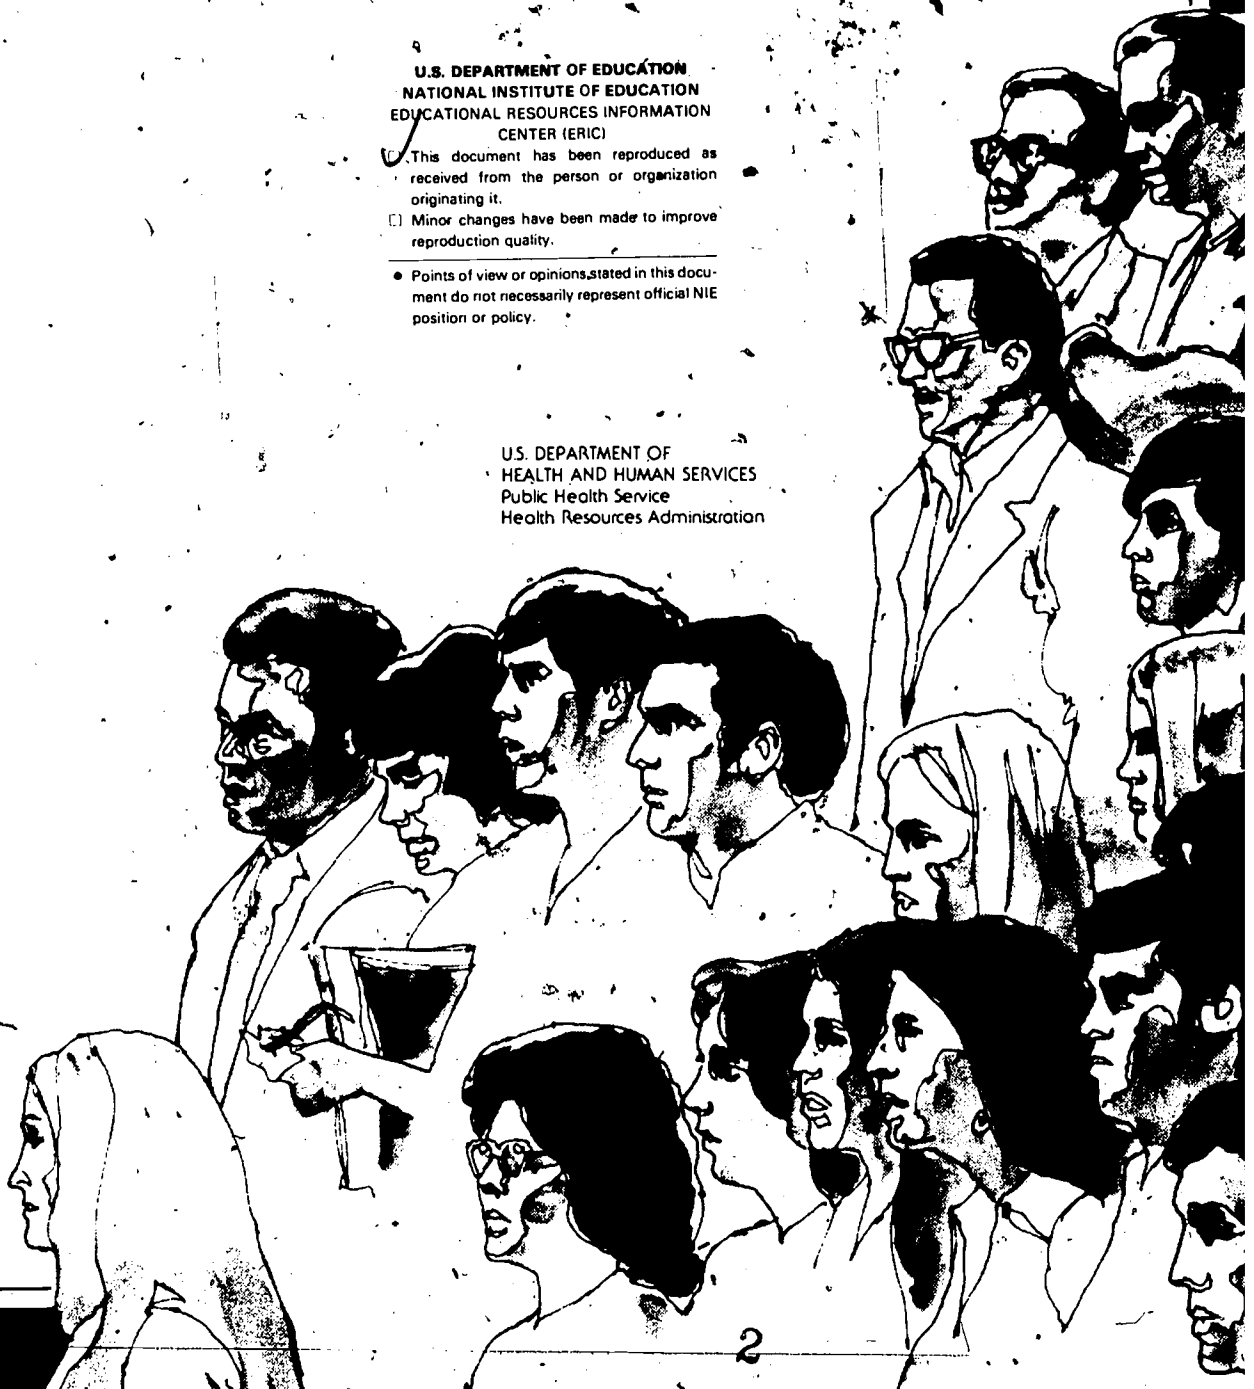 U.S. DEPARTMENT OF EDUCATION
NATIONAL INSTITUTE OF EDUCATION
EDUCATIONAL RESOURCES INFORMATION
CENTER (ERIC)
This document has been reproduced as
received from the person or organization
originating it.
[ ] Minor changes have been made to improve
reproduction quality.
● Points of view or opinions stated in this docu-
ment do not necessarily represent official NIE
position or policy.
U.S. DEPARTMENT OF
HEALTH AND HUMAN SERVICES
Public Health Service
Health Resources Administration
2